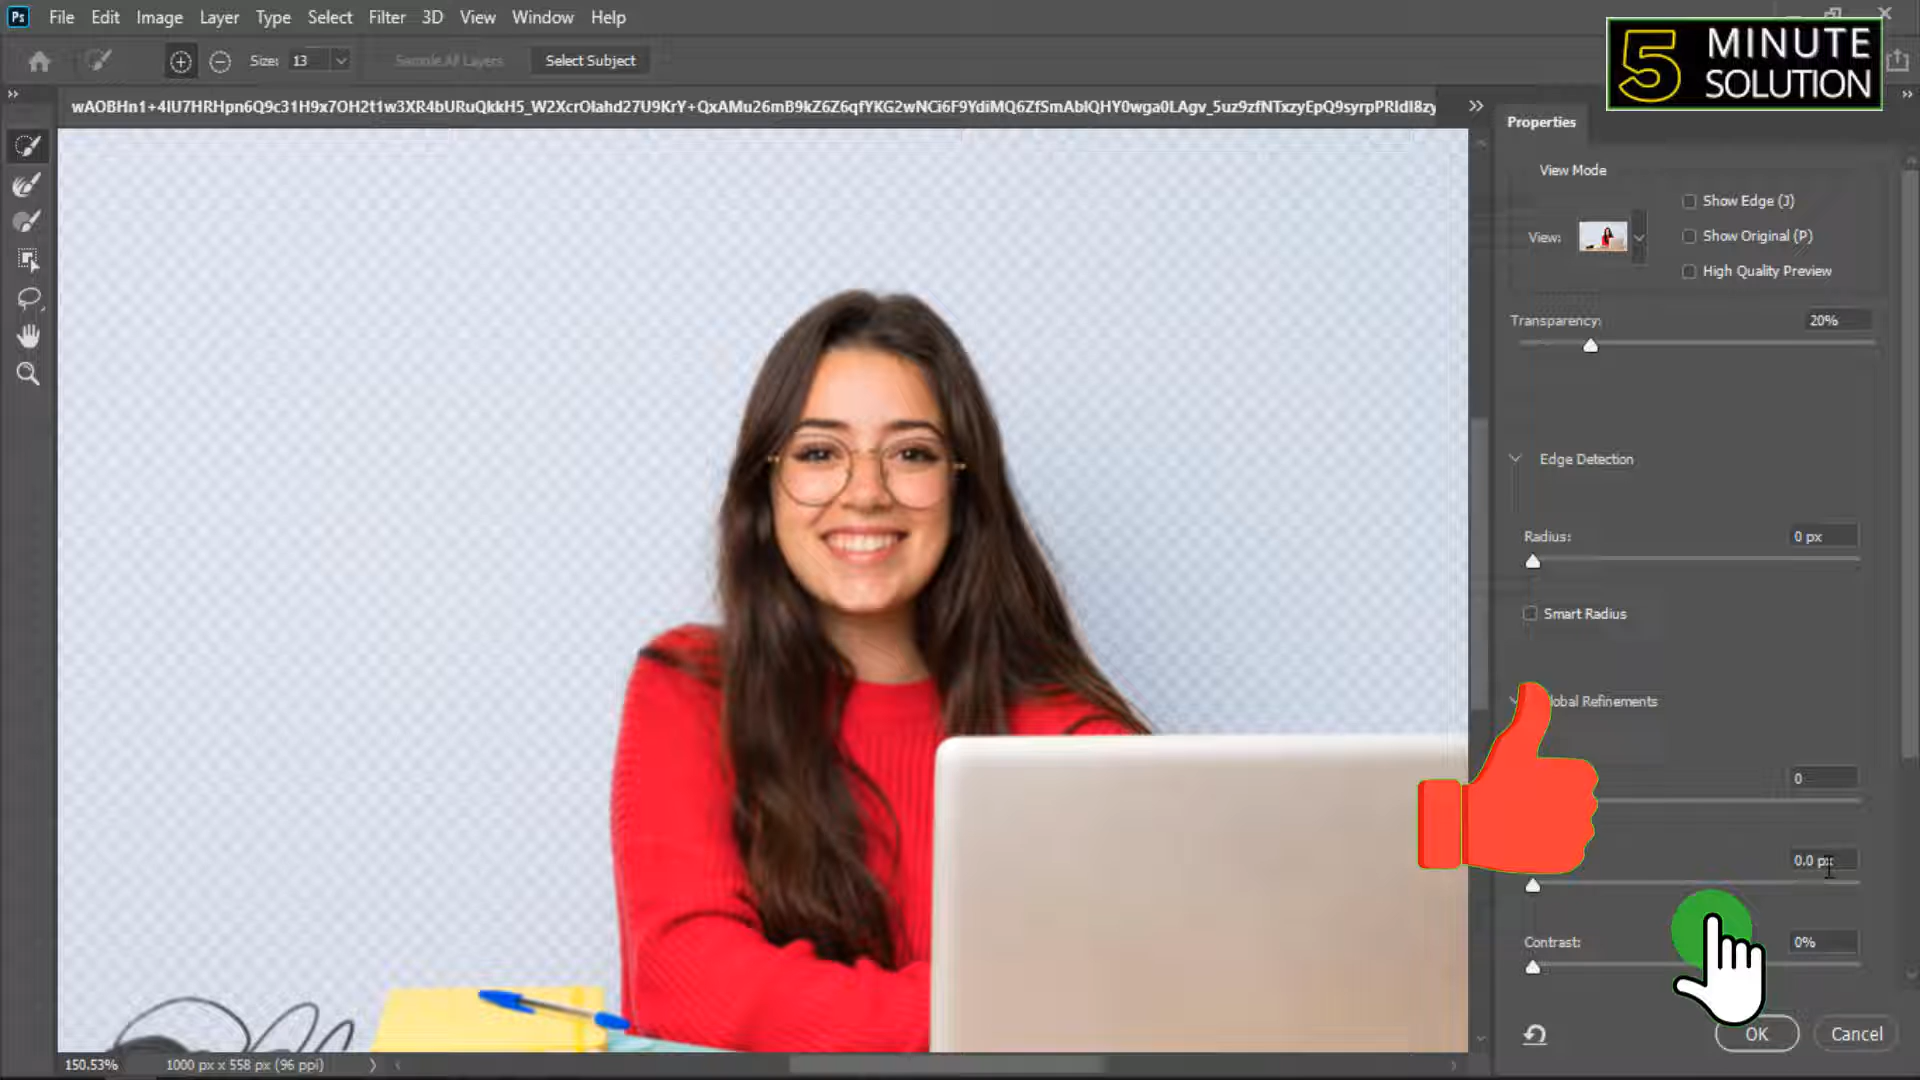 Ps File Edit Image Layer Type Select Filter 3D View Window Help
Size: 13 Sample All Layers Select Subject
5 MINUTE
SOLUTION
Properties
View Mode
Show Edge (J)
View:
Show Original (P)
High Quality Preview
Transparency: 20%
Edge Detection
Radius: 0 px
Smart Radius
obal Refinements
0
0.0 px
Contrast: 0%
OK Cancel
150.53% 1000 px x 558 px (96 ppi)